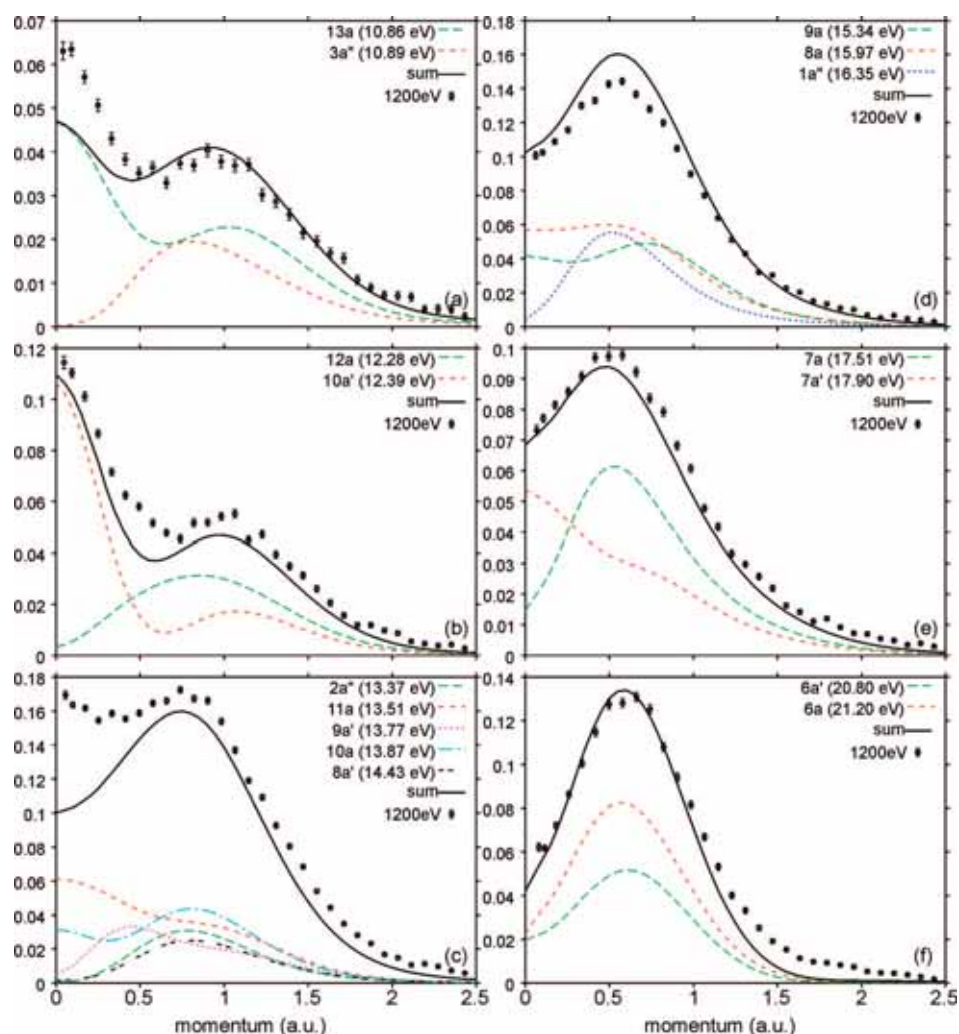 0.07
0.06
0.05
0.04
0.03
0.02
0.01
0
13a (10.86 eV)
3a" (10.89 eV)
sum
1200eV
(a)
0.18
0.16
0.14
0.12
0.1
0.08
0.06
0.04
0.02
0
9a (15.34 eV)
8a (15.97 eV)
1a" (16.35 eV)
sum
1200eV
(d)
0.12
0.1
0.08
0.06
0.04
0.02
0
12a (12.28 eV)
10a' (12.39 eV)
sum
1200eV
(b)
0.1
0.09
0.08
0.07
0.06
0.05
0.04
0.03
0.02
0.01
0
7a (17.51 eV)
7a' (17.90 eV)
sum
1200eV
(e)
0.18
0.16
0.14
0.12
0.1
0.08
0.06
0.04
0.02
0
2a" (13.37 eV)
11a (13.51 eV)
9a' (13.77 eV)
10a (13.87 eV)
8a' (14.43 eV)
sum
1200eV
(c)
0 0.5 1 1.5 2 2.5
momentum (a.u.)
0.14
0.12
0.1
0.08
0.06
0.04
0.02
0
6a' (20.80 eV)
6a (21.20 eV)
sum
1200eV
(f)
0 0.5 1 1.5 2 2.5
momentum (a.u.)